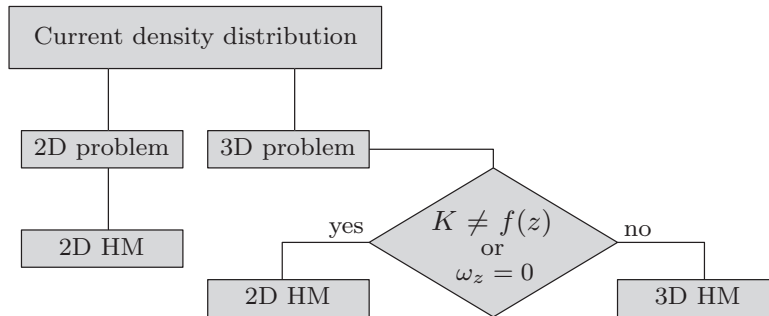 Current density distribution
2D problem
3D problem
2D HM
yes
K ≠ f(z)
or
ω_z = 0
no
2D HM
3D HM